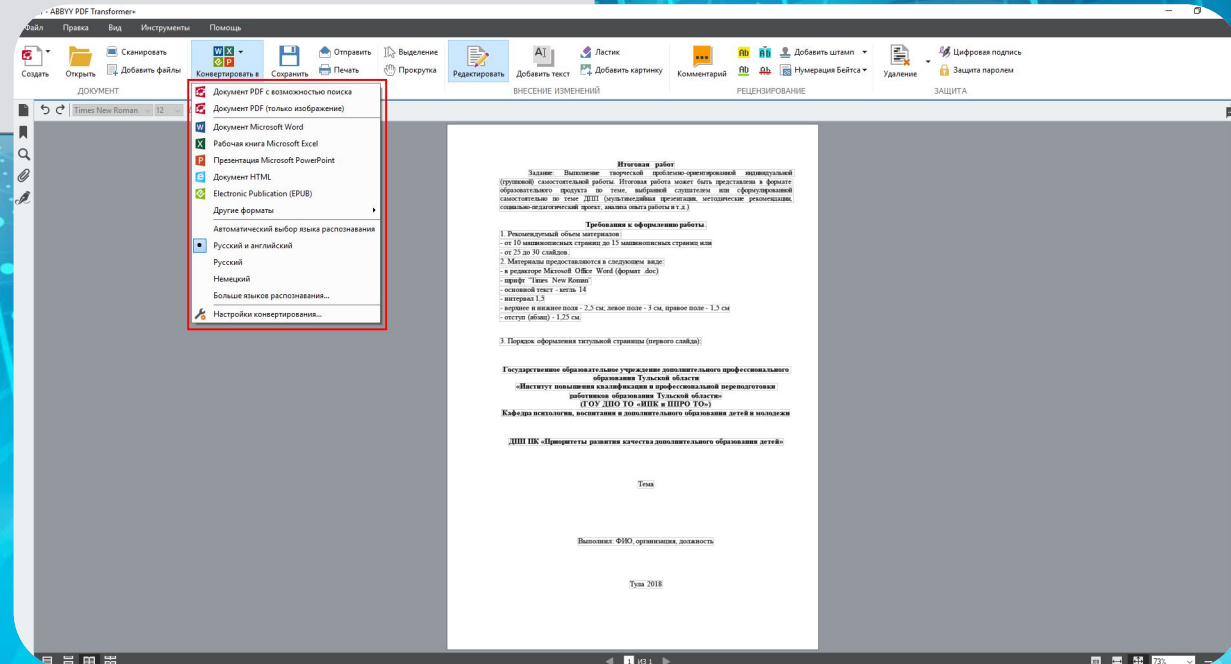 - ABBYY PDF Transformer+
Файл Правка Вид Инструменты Помощь
Создать Открыть Сканировать Добавить файлы Конвертировать в Сохранить Отправить Печать Выделение Прокрутка Редактировать Добавить текст Ластик Добавить картинку Комментарий Добавить штамп Нумерация Бейтса Удаление Цифровая подпись Защита паролем
ДОКУМЕНТ ВНЕСЕНИЕ ИЗМЕНЕНИЙ РЕЦЕНЗИРОВАНИЕ ЗАЩИТА
Times New Roman 12
Документ PDF с возможностью поиска
Документ PDF (только изображение)
Документ Microsoft Word
Рабочая книга Microsoft Excel
Презентация Microsoft PowerPoint
Документ HTML
Electronic Publication (EPUB)
Другие форматы
Автоматический выбор языка распознавания
Русский и английский
Русский
Немецкий
Больше языков распознавания...
Настройки конвертирования...
Итоговая работ
Задание: Выполнение творческой проблемно-ориентированной индивидуальной
(групповой) самостоятельной работы. Итоговая работа может быть представлена в формате
образовательного продукта по теме, выбранной слушателем или сформулированной
самостоятельно по теме ДПП (мультимедийная презентация, методические рекомендации,
социально-педагогический проект, анализ опыта работы и т.д.)
Требования к оформлению работы.
1. Рекомендуемый объем материалов:
- от 10 машинописных страниц до 15 машинописных страниц или
- от 25 до 30 слайдов.
2. Материалы предоставляются в следующем виде:
- в редакторе Microsoft Office Word (формат .doc)
- шрифт "Times New Roman"
- основной текст - кегль 14
- интервал 1,5
- верхнее и нижнее поля - 2,5 см; левое поле - 3 см, правое поле - 1,5 см
- отступ (абзац) - 1,25 см.
3. Порядок оформления титульной страницы (первого слайда):
Государственное образовательное учреждение дополнительного профессионального
образования Тульской области
«Институт повышения квалификации и профессиональной переподготовки
работников образования Тульской области»
(ГОУ ДПО ТО «ИПК и ППРО ТО»)
Кафедра психологии, воспитания и дополнительного образования детей и молодежи
ДПП ПК «Приоритеты развития качества дополнительного образования детей»
Тема
Выполнил: ФИО, организация, должность
Тула 2018
1 ИЗ 1
73%